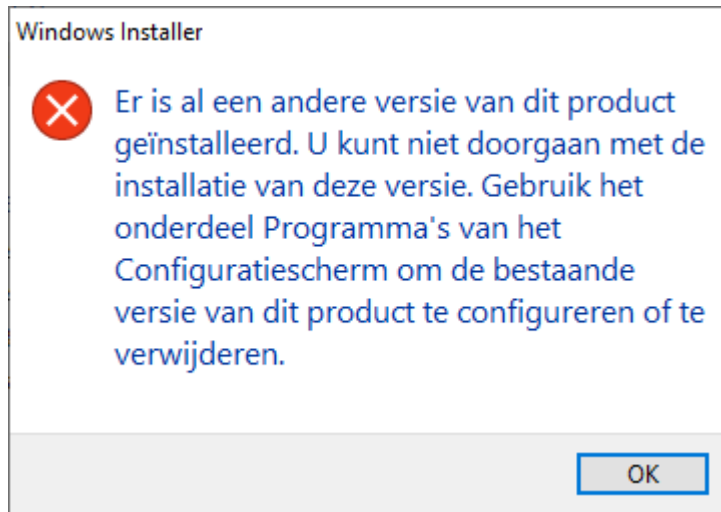 Windows Installer
Er is al een andere versie van dit product
geïnstalleerd. U kunt niet doorgaan met de
installatie van deze versie. Gebruik het
onderdeel Programma's van het
Configuratiescherm om de bestaande
versie van dit product te configureren of te
verwijderen.
OK